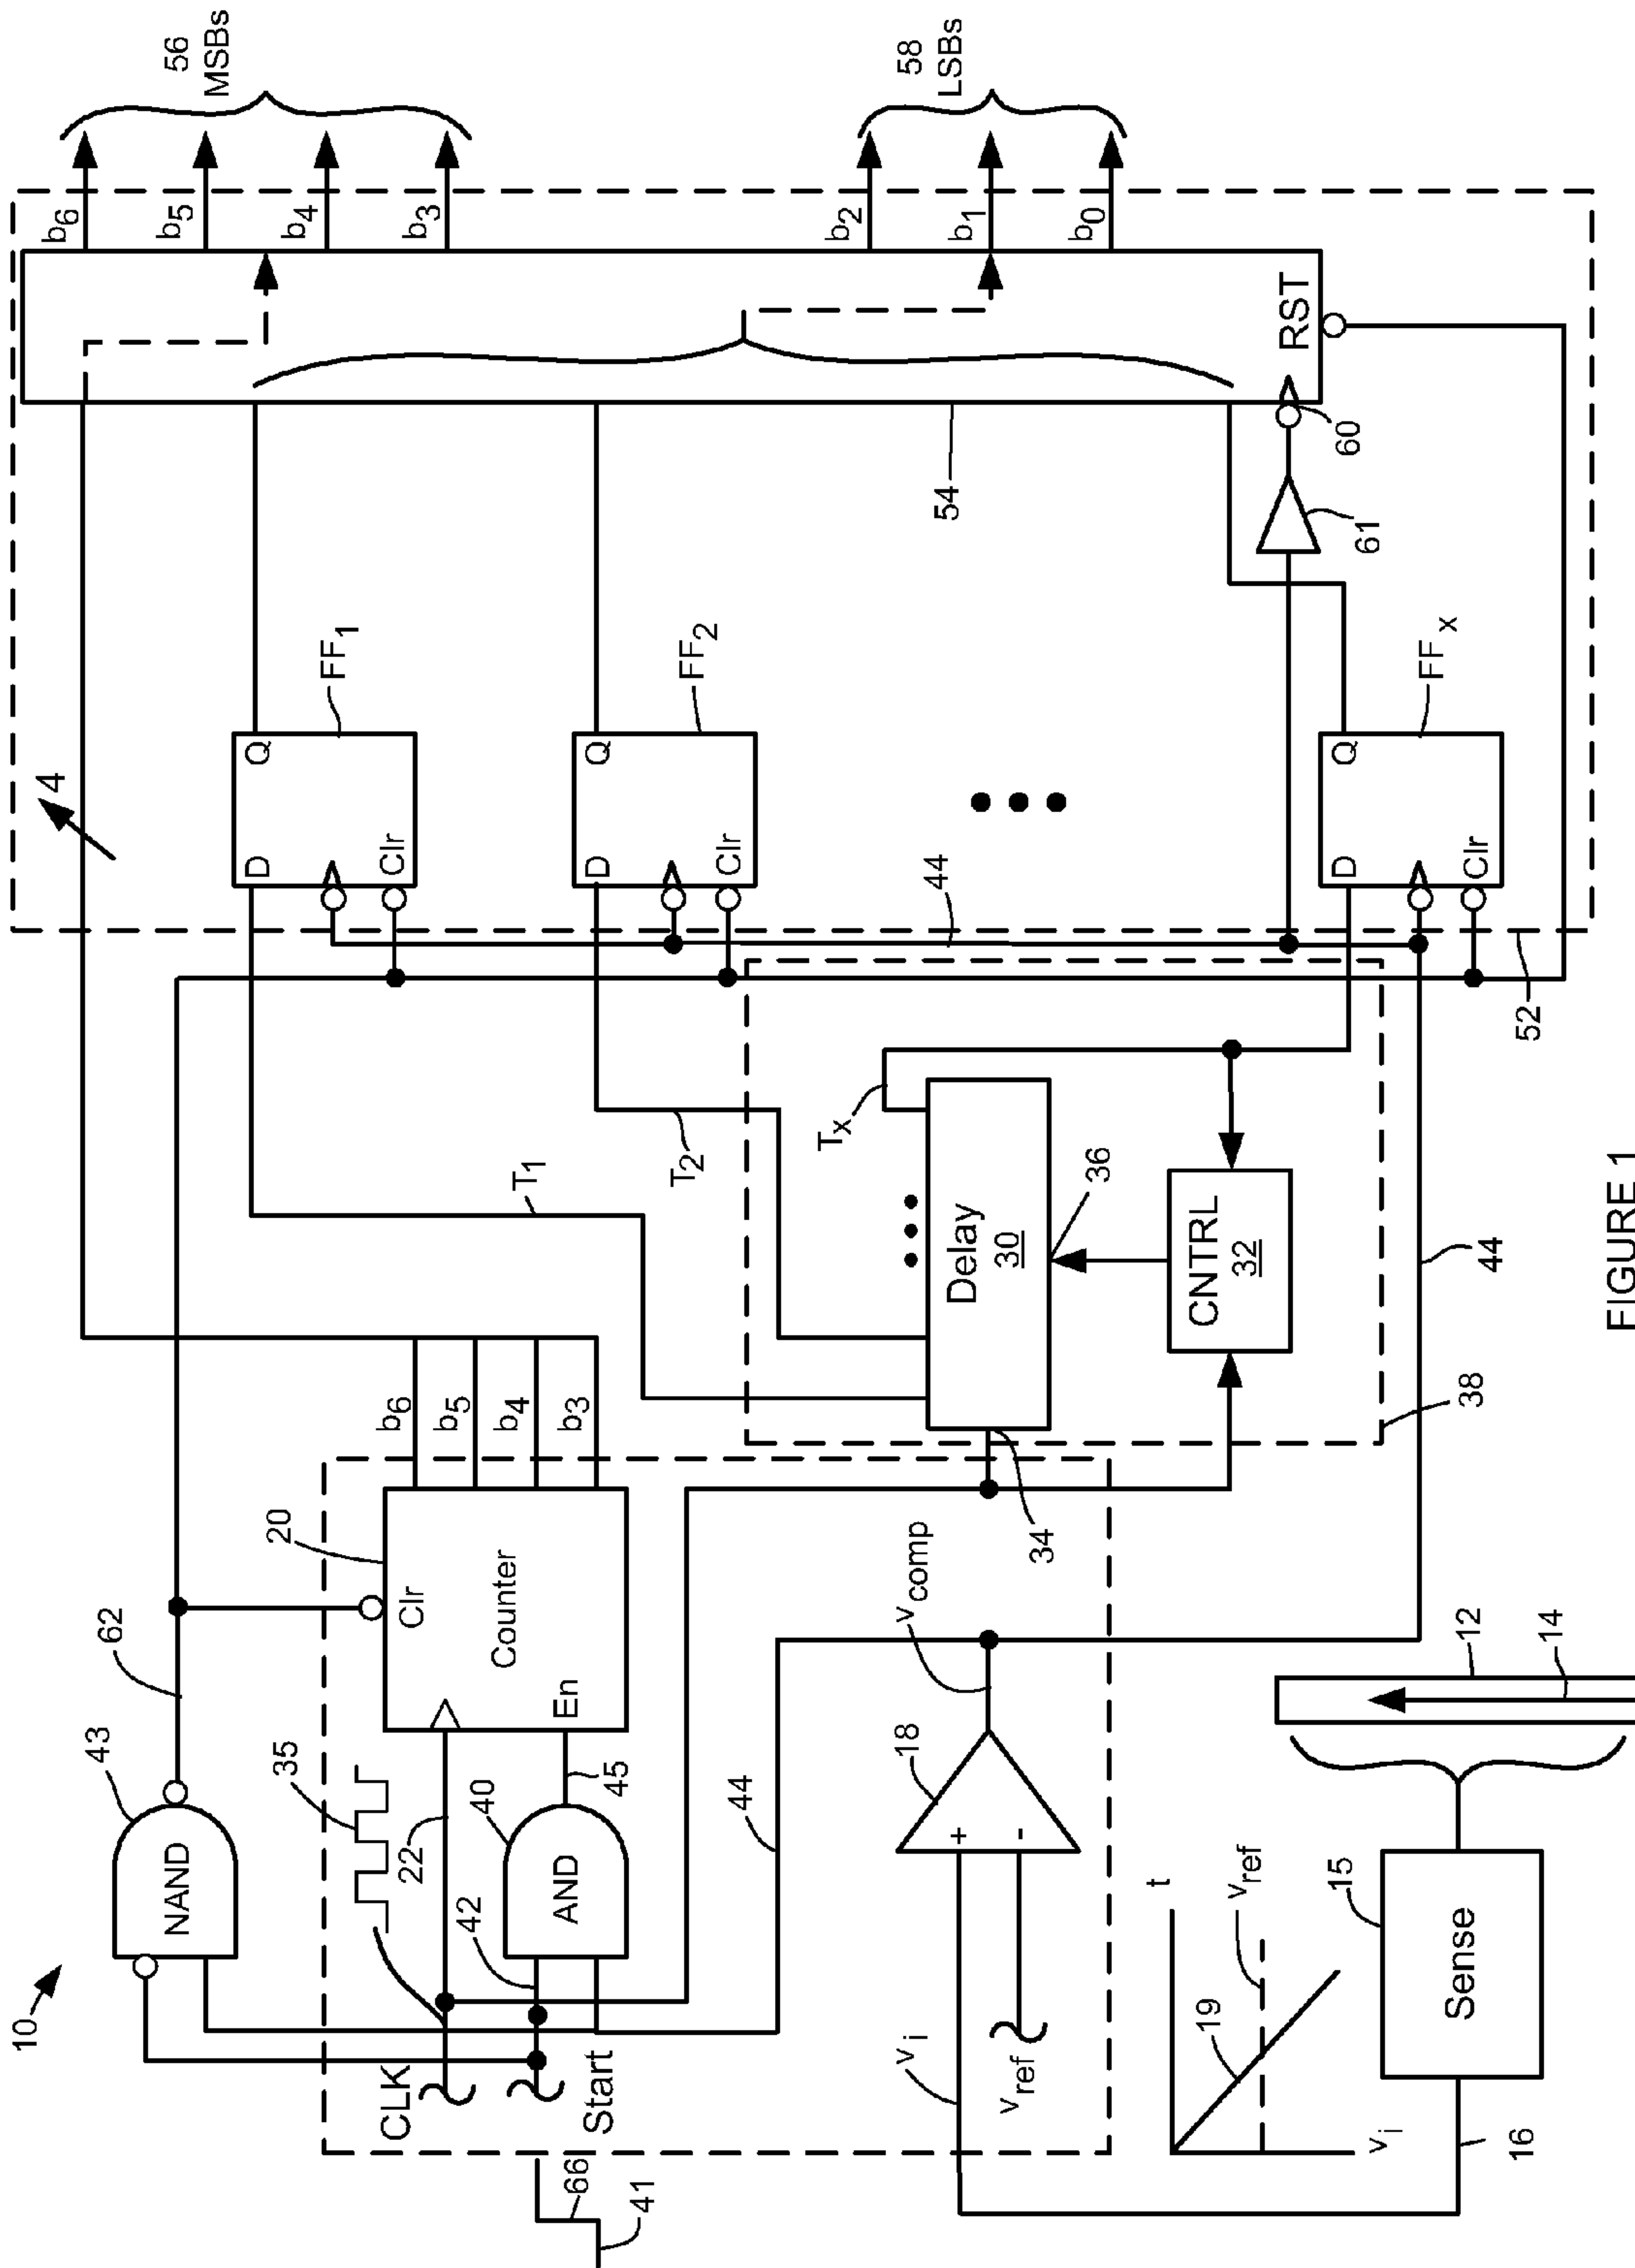 10
43
NAND
62
4
b6
b5
b4
b3
56
MSBs
CLK
35
22
20
Clr
Counter
En
b6
b5
b4
b3
T1
D
Q
Clr
FF1
Start
42
AND
40
45
66
41
T2
D
Q
Clr
FF2
44
vcomp
34
Delay
30
Tx
36
44
54
b2
b1
b0
58
LSBs
vi
vref
+
-
18
CNTRL
32
38
t
19
vref
vi
16
15
Sense
12
14
44
52
D
Q
Clr
FFx
61
60
RST
FIGURE 1